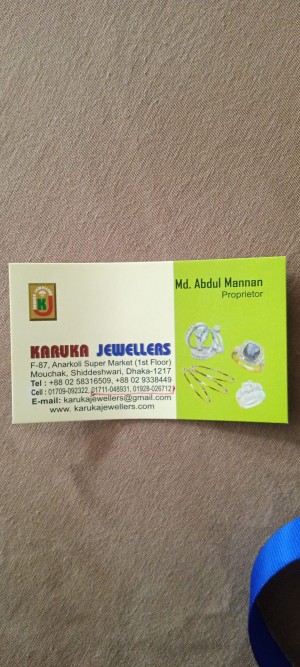 Md. Abdul Mannan
Proprietor
KARUKA JEWELLERS
F-87, Anarkoli Super Market (1st Floor)
Mouchak, Shiddeshwari, Dhaka-1217
Tel : +88 02 58316509, +88 02 9338449
Cell : 01709-092322, 01711-048931, 01928-026712
E-mail: karukajewellers@gmail.com
www. karukajewellers.com